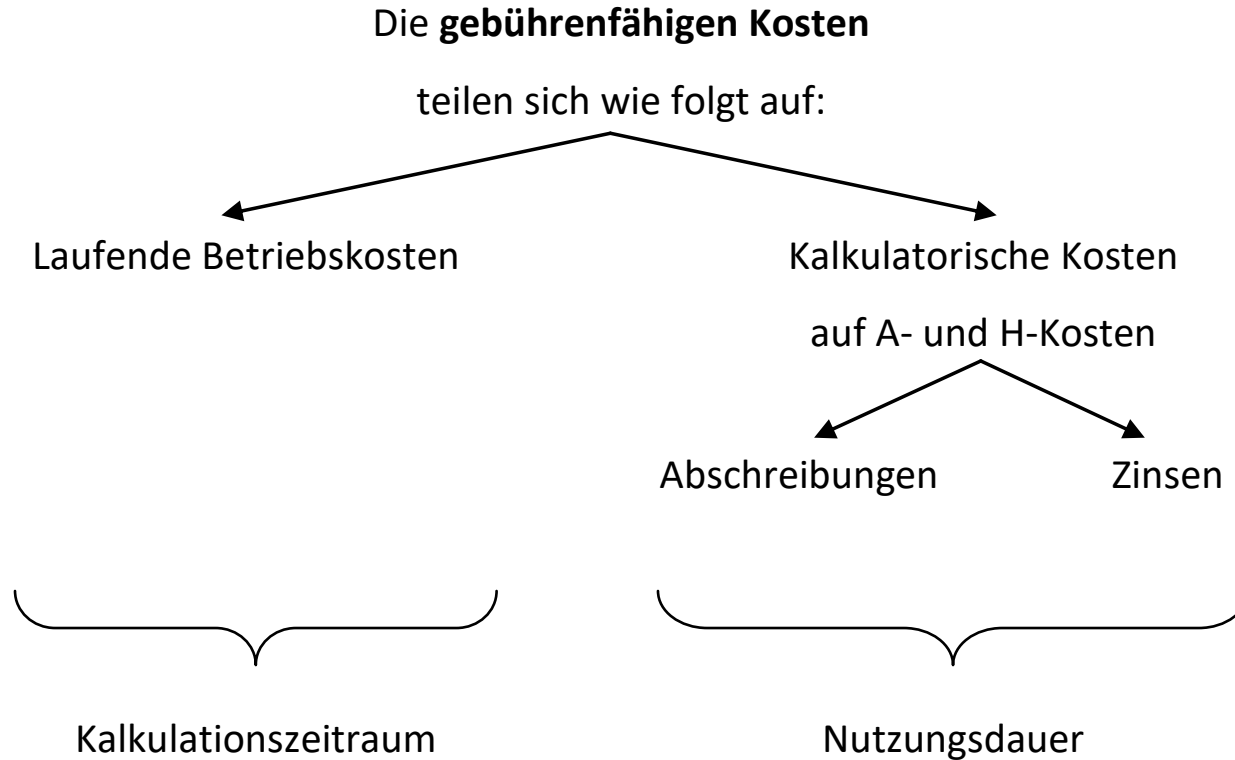 Die gebührenfähigen Kosten
teilen sich wie folgt auf:
Laufende Betriebskosten
Kalkulatorische Kosten
auf A- und H-Kosten
Abschreibungen
Zinsen
Kalkulationszeitraum
Nutzungsdauer